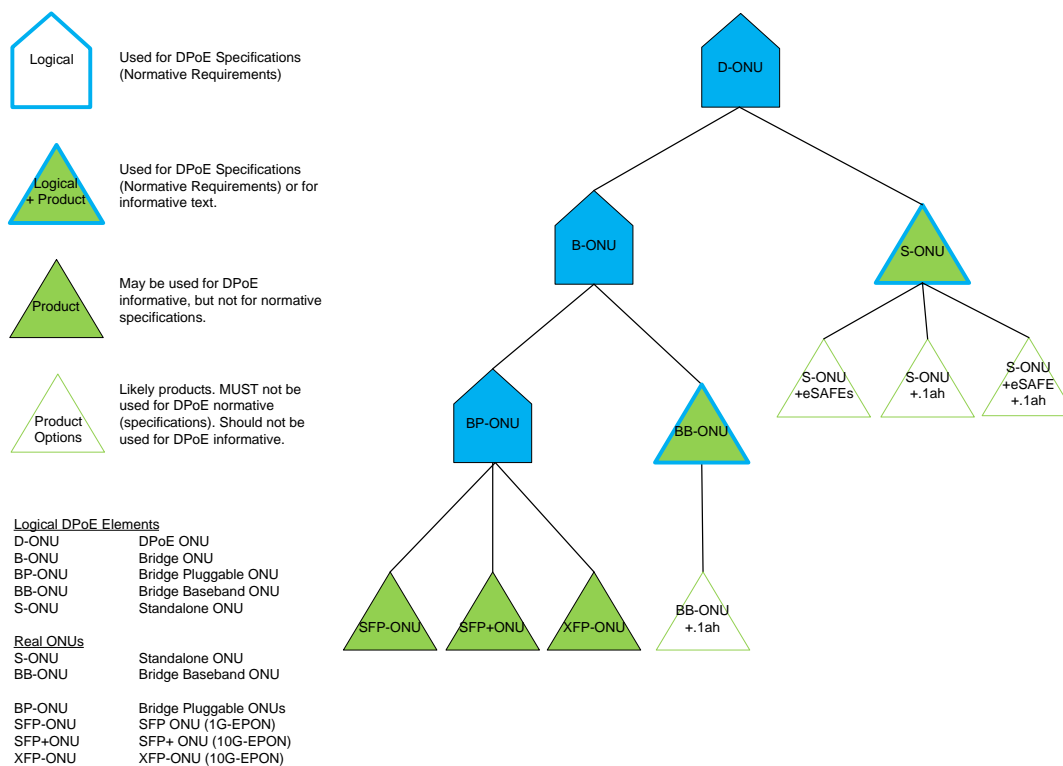 Logical
Used for DPoE Specifications
(Normative Requirements)
Logical
+ Product
Used for DPoE Specifications
(Normative Requirements) or for
informative text.
Product
May be used for DPoE
informative, but not for normative
specifications.
Product
Options
Likely products. MUST not be
used for DPoE normative
(specifications). Should not be
used for DPoE informative.
D-ONU
B-ONU
S-ONU
S-ONU
+eSAFEs
S-ONU
+.1ah
S-ONU
+eSAFE
+.1ah
BP-ONU
BB-ONU
SFP-ONU
SFP+ONU
XFP-ONU
BB-ONU
+.1ah
Logical DPoE Elements
D-ONU DPoE ONU
B-ONU Bridge ONU
BP-ONU Bridge Pluggable ONU
BB-ONU Bridge Baseband ONU
S-ONU Standalone ONU
Real ONUs
S-ONU Standalone ONU
BB-ONU Bridge Baseband ONU
BP-ONU Bridge Pluggable ONUs
SFP-ONU SFP ONU (1G-EPON)
SFP+ONU SFP+ ONU (10G-EPON)
XFP-ONU XFP-ONU (10G-EPON)